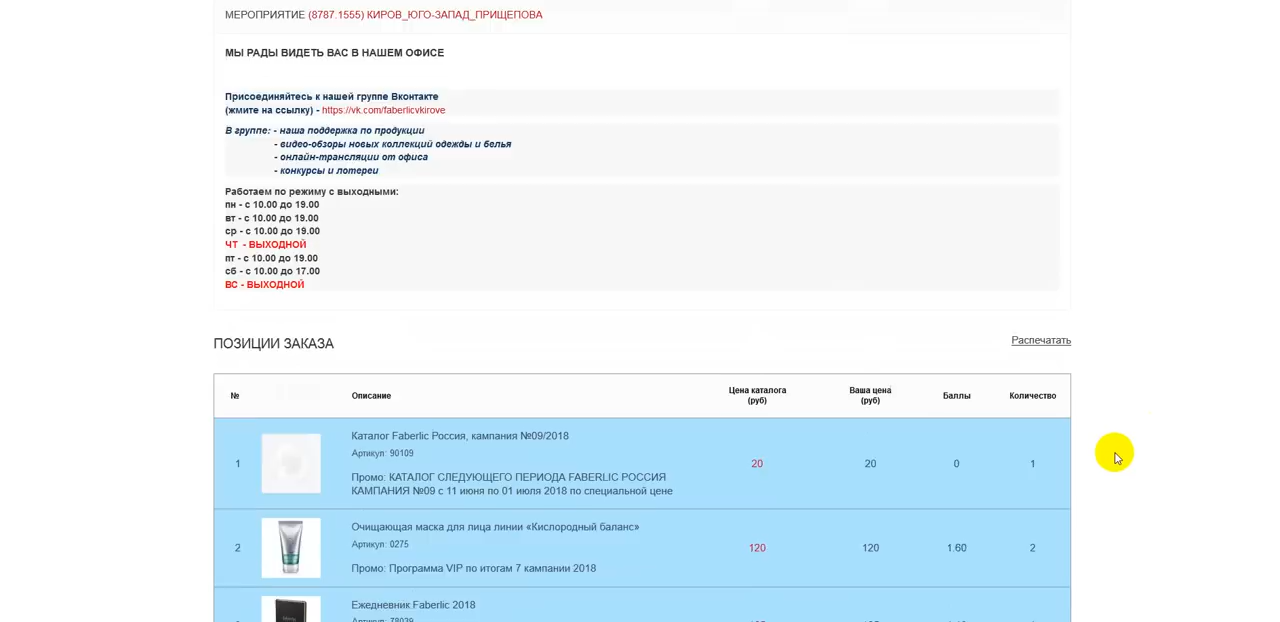 МЕРОПРИЯТИЕ (8787.1555) КИРОВ_ЮГО-ЗАПАД_ПРИЩЕПОВА
МЫ РАДЫ ВИДЕТЬ ВАС В НАШЕМ ОФИСЕ
Присоединяйтесь к нашей группе Вконтакте
(жмите на ссылку) - https://vk.com/faberlicvkirove
В группе: - наша поддержка по продукции
- видео-обзоры новых коллекций одежды и белья
- онлайн-трансляции от офиса
- конкурсы и лотереи
Работаем по режиму с выходными:
пн - с 10.00 до 19.00
вт - с 10.00 до 19.00
ср - с 10.00 до 19.00
ЧТ - ВЫХОДНОЙ
пт - с 10.00 до 19.00
сб - с 10.00 до 17.00
ВС - ВЫХОДНОЙ
ПОЗИЦИИ ЗАКАЗА
Распечатать
№ Описание Цена каталога (руб) Ваша цена (руб) Баллы Количество
Каталог Faberlic Россия, кампания №09/2018
Артикул: 90109
1 20 20 0 1
Промо: КАТАЛОГ СЛЕДУЮЩЕГО ПЕРИОДА FABERLIC РОССИЯ
КАМПАНИЯ №09 с 11 июня по 01 июля 2018 по специальной цене
Очищающая маска для лица линии «Кислородный баланс»
Артикул: 0275
2 120 120 1.60 2
Промо: Программа VIP по итогам 7 кампании 2018
Ежедневник Faberlic 2018
Артикул: 78039